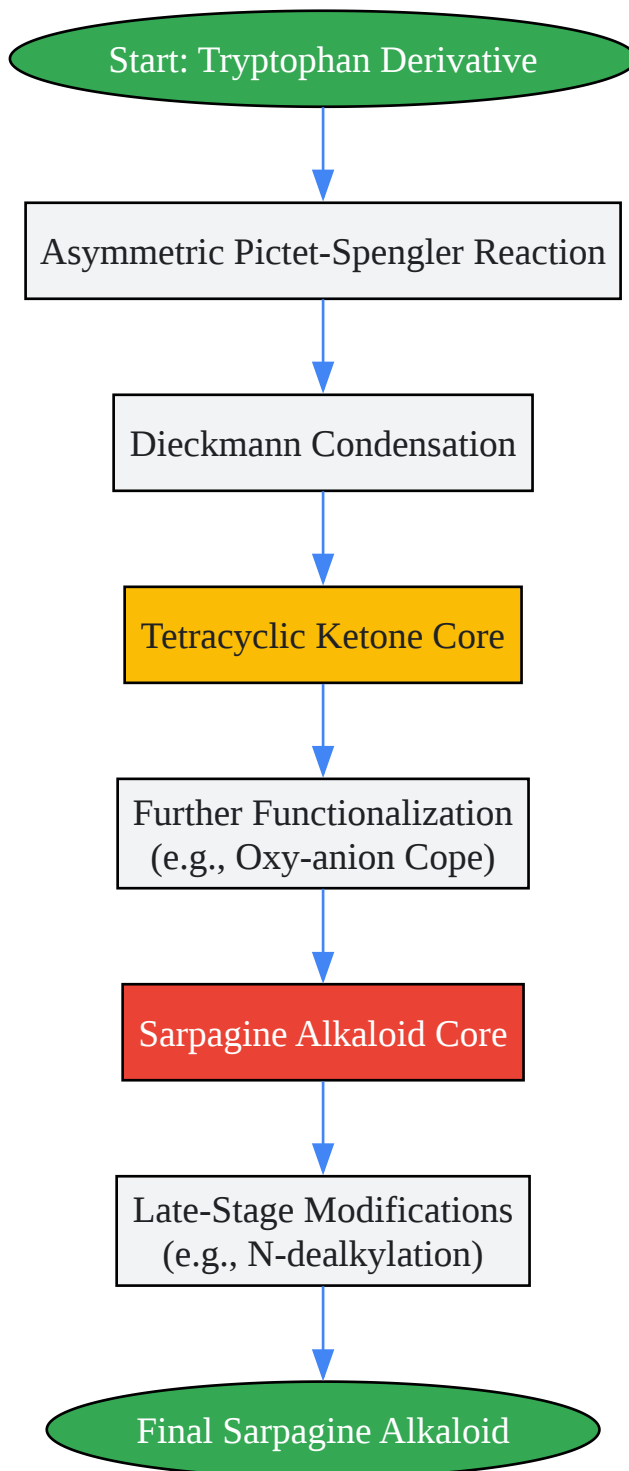 Start: Tryptophan Derivative
Asymmetric Pictet-Spengler Reaction
Dieckmann Condensation
Tetracyclic Ketone Core
Further Functionalization
(e.g., Oxy-anion Cope)
Sarpagine Alkaloid Core
Late-Stage Modifications
(e.g., N-dealkylation)
Final Sarpagine Alkaloid